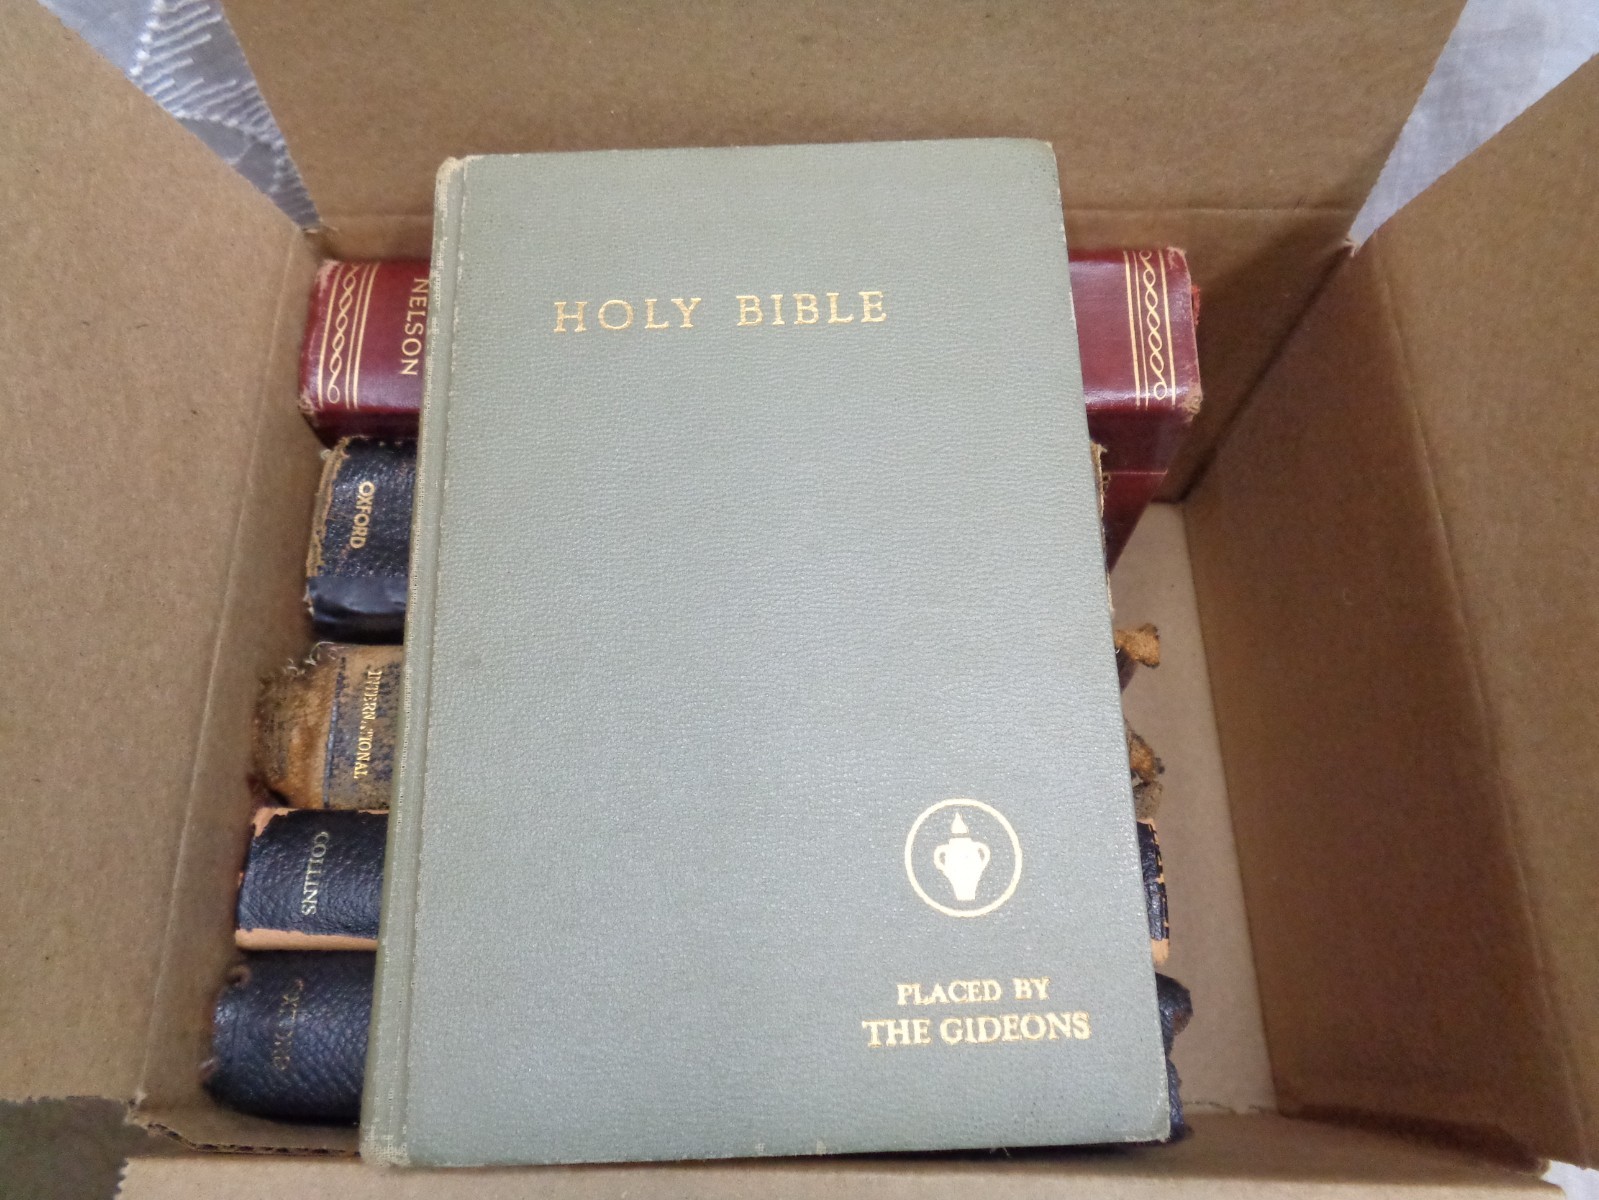 HOLY BIBLE
PLACED BY
THE GIDEONS
NELSON
OXFORD
INTERNATIONAL
COLLINS